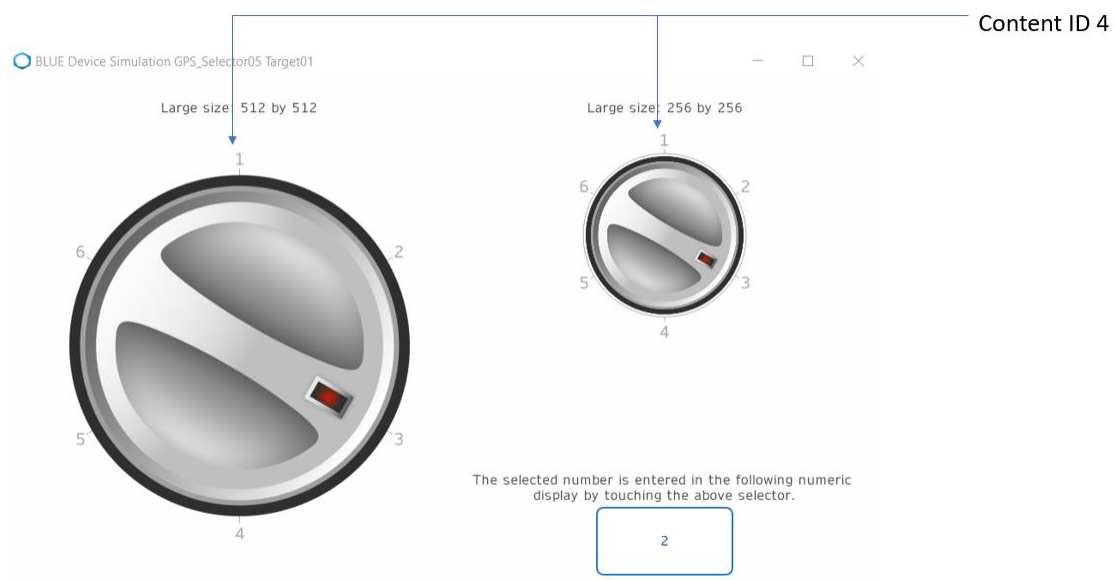 Content ID 4
BLUE Device Simulation GPS_Selector05 Target01
Large size: 512 by 512
1
2
3
4
5
6
Large size: 256 by 256
1
2
3
4
5
6
The selected number is entered in the following numeric
display by touching the above selector.
2